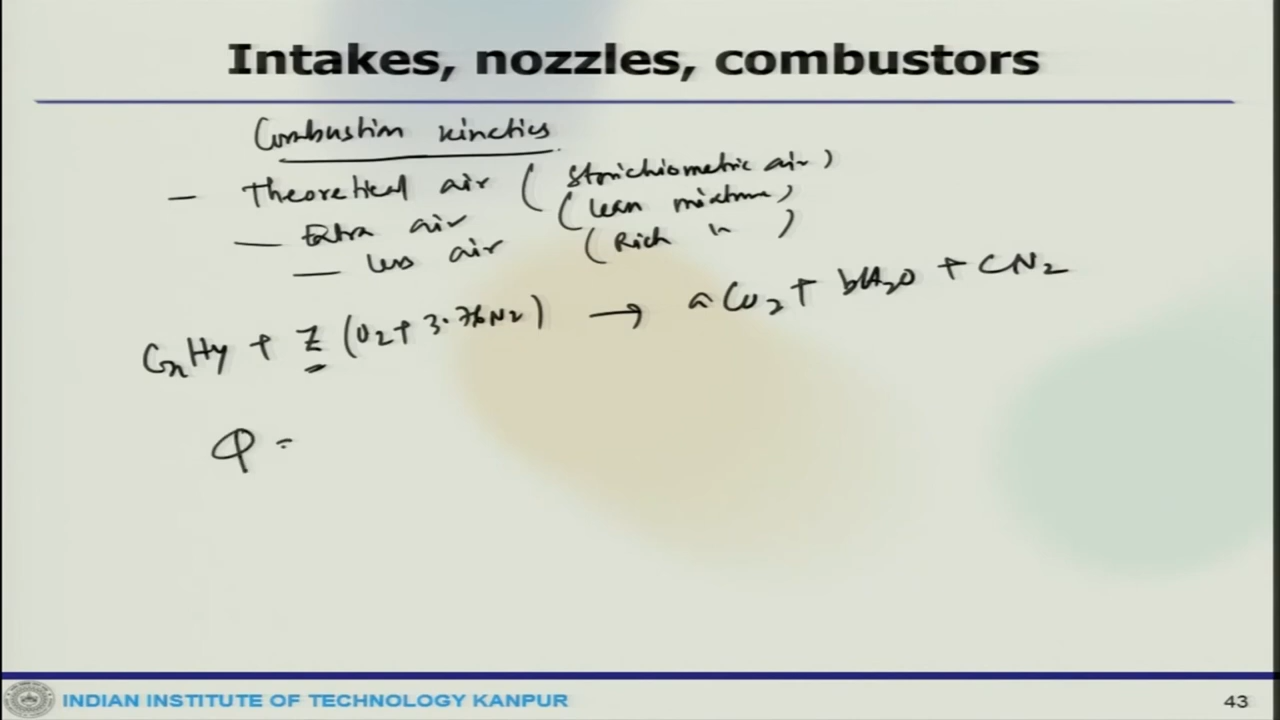 Intakes, nozzles, combustors
Combustion kinetics
— Theoretical air ( Stoichiometric air )
— Extra air ( lean mixture )
— less air ( Rich " )
CxHy + Z (O2 + 3.76N2) → aCO2 + bH2O + CN2
Φ =
INDIAN INSTITUTE OF TECHNOLOGY KANPUR
43